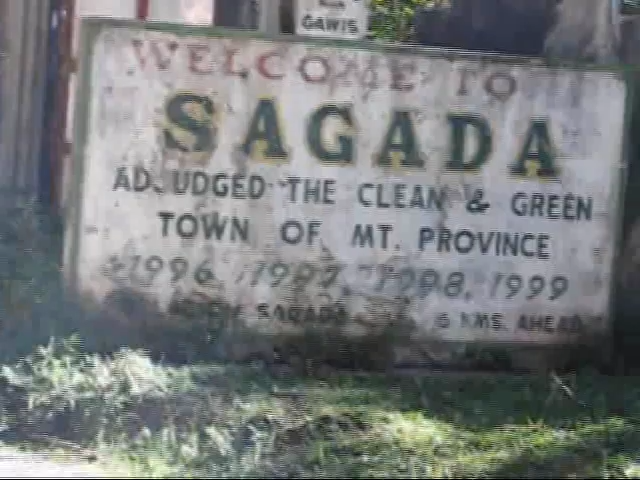 GAWIS
WELCOME TO
SAGADA
ADJUDGED THE CLEAN & GREEN
TOWN OF MT. PROVINCE
1996, 1997, 1998, 1999
SAGADA 5 KMS. AHEAD